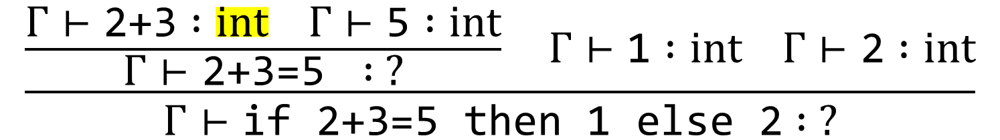 Γ ⊢ 2+3 : int Γ ⊢ 5 : int
Γ ⊢ 1 : int Γ ⊢ 2 : int
Γ ⊢ 2+3=5 : ?
Γ ⊢ if 2+3=5 then 1 else 2 : ?